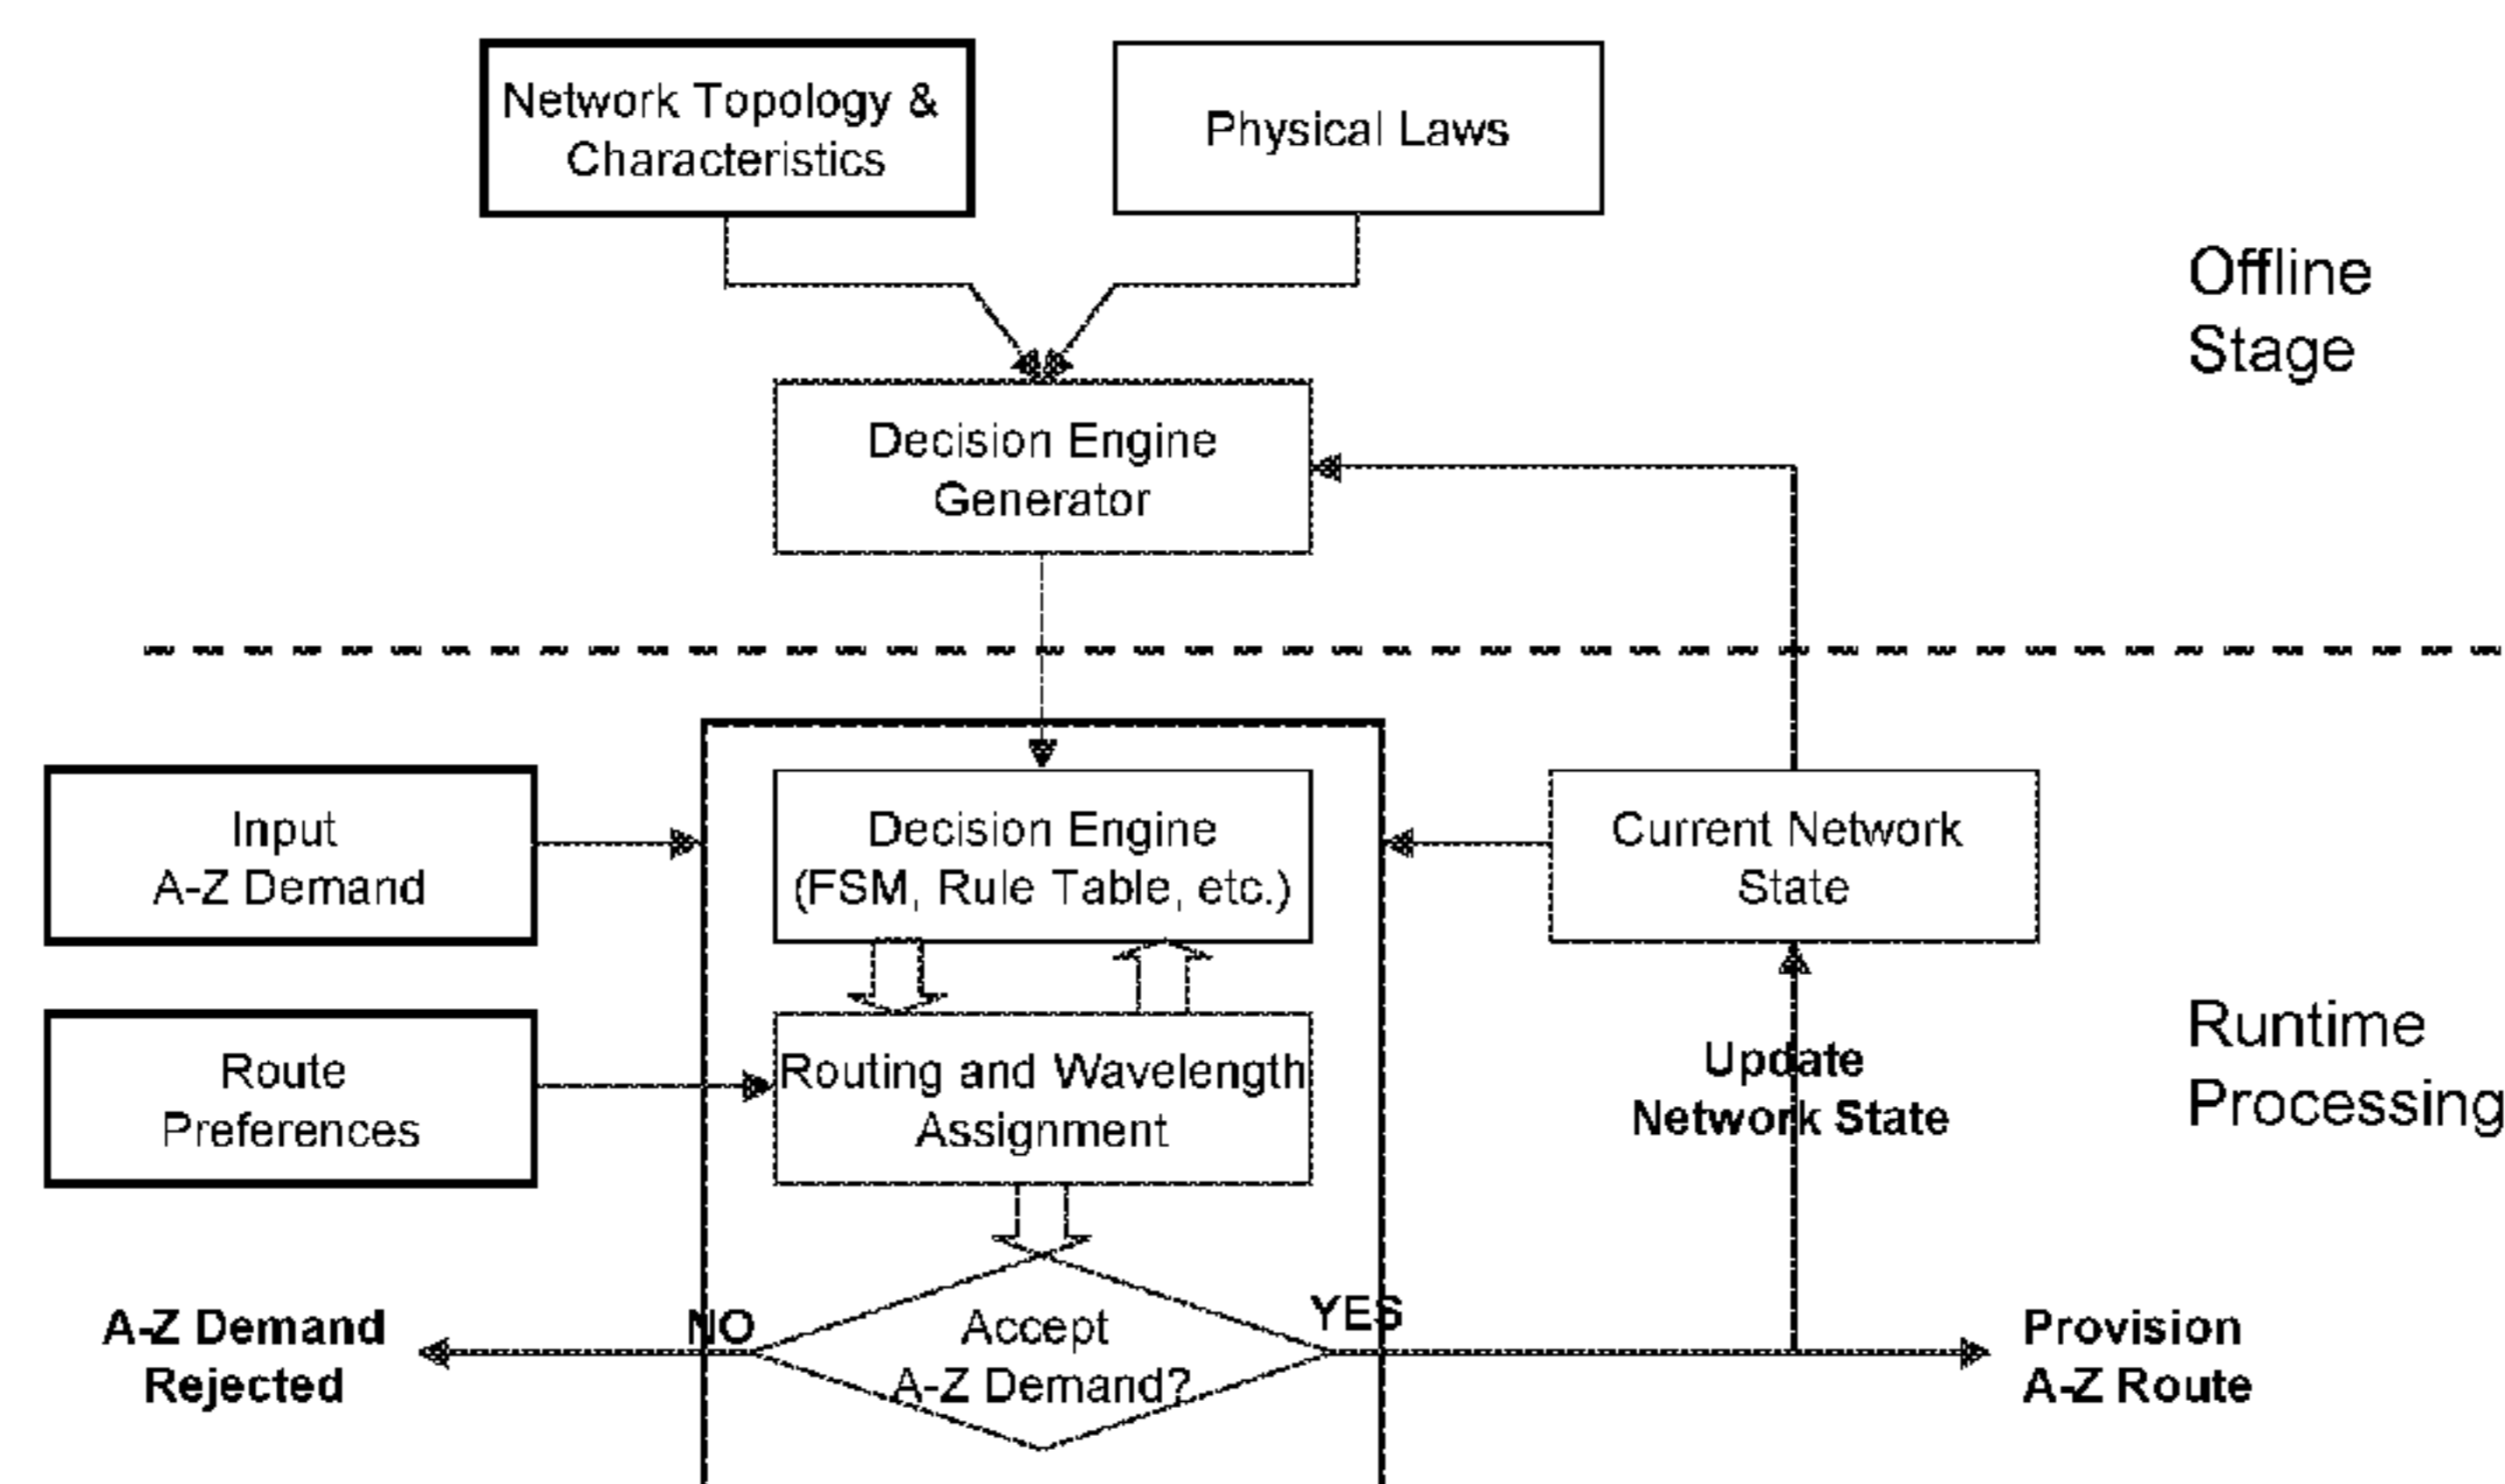 Network Topology &
Characteristics
Physical Laws
Offline
Stage
Decision Engine
Generator
Input
A-Z Demand
Decision Engine
(FSM, Rule Table, etc.)
Current Network
State
Route
Preferences
Routing and Wavelength
Assignment
Update
Network State
Runtime
Processing
A-Z Demand
Rejected
NO
Accept
A-Z Demand?
YES
Provision
A-Z Route